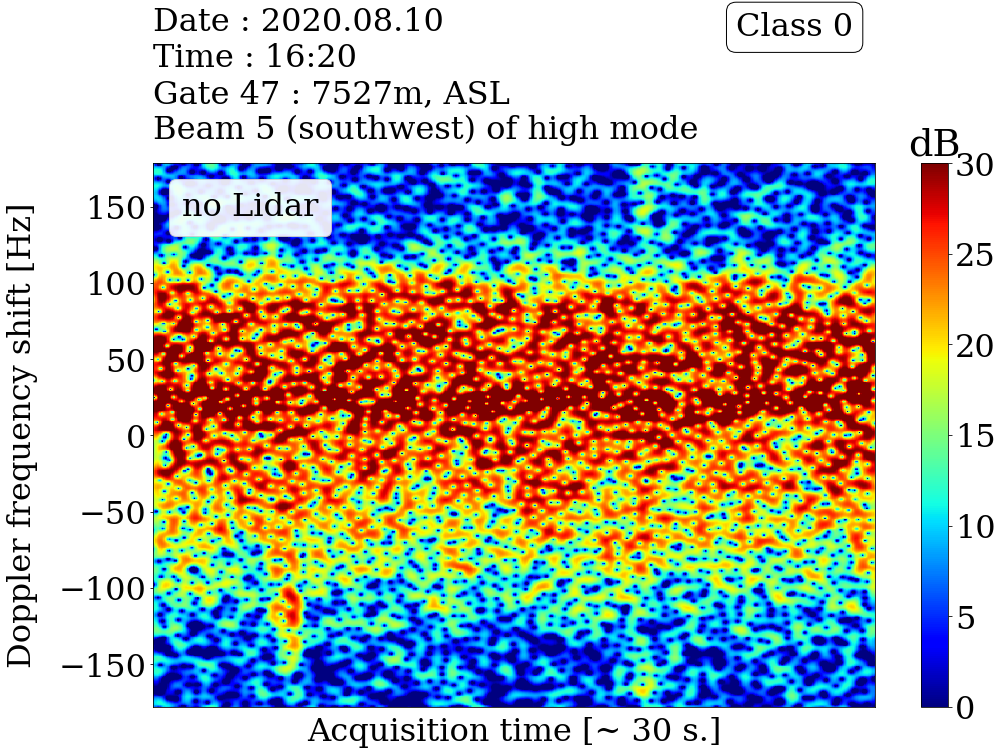 Date : 2020.08.10
Time : 16:20
Gate 47 : 7527m, ASL
Beam 5 (southwest) of high mode
Class 0
dB
no Lidar
Doppler frequency shift [Hz]
150
100
50
0
−50
−100
−150
30
25
20
15
10
5
0
Acquisition time [~ 30 s.]